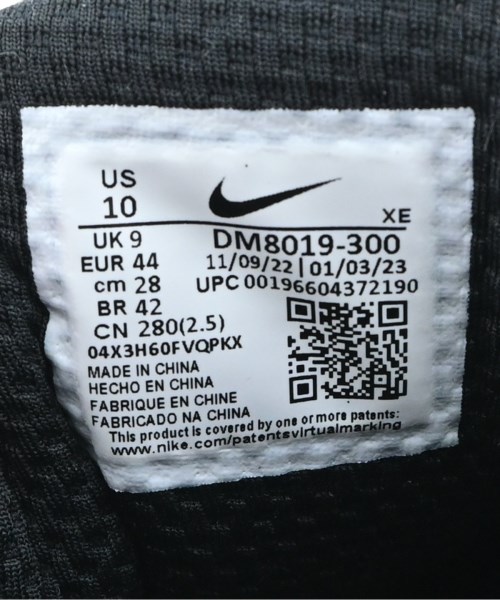 US
10
XE
UK 9
DM8019-300
EUR 44
11/09/22 | 01/03/23
cm 28
UPC 00196604372190
BR 42
CN 280(2.5)
04X3H60FVQPKX
MADE IN CHINA
HECHO EN CHINA
FABRIQUE EN CHINE
FABRICADO NA CHINA
This product is covered by one or more patents:
www.nike.com/patentsvirtualmarking